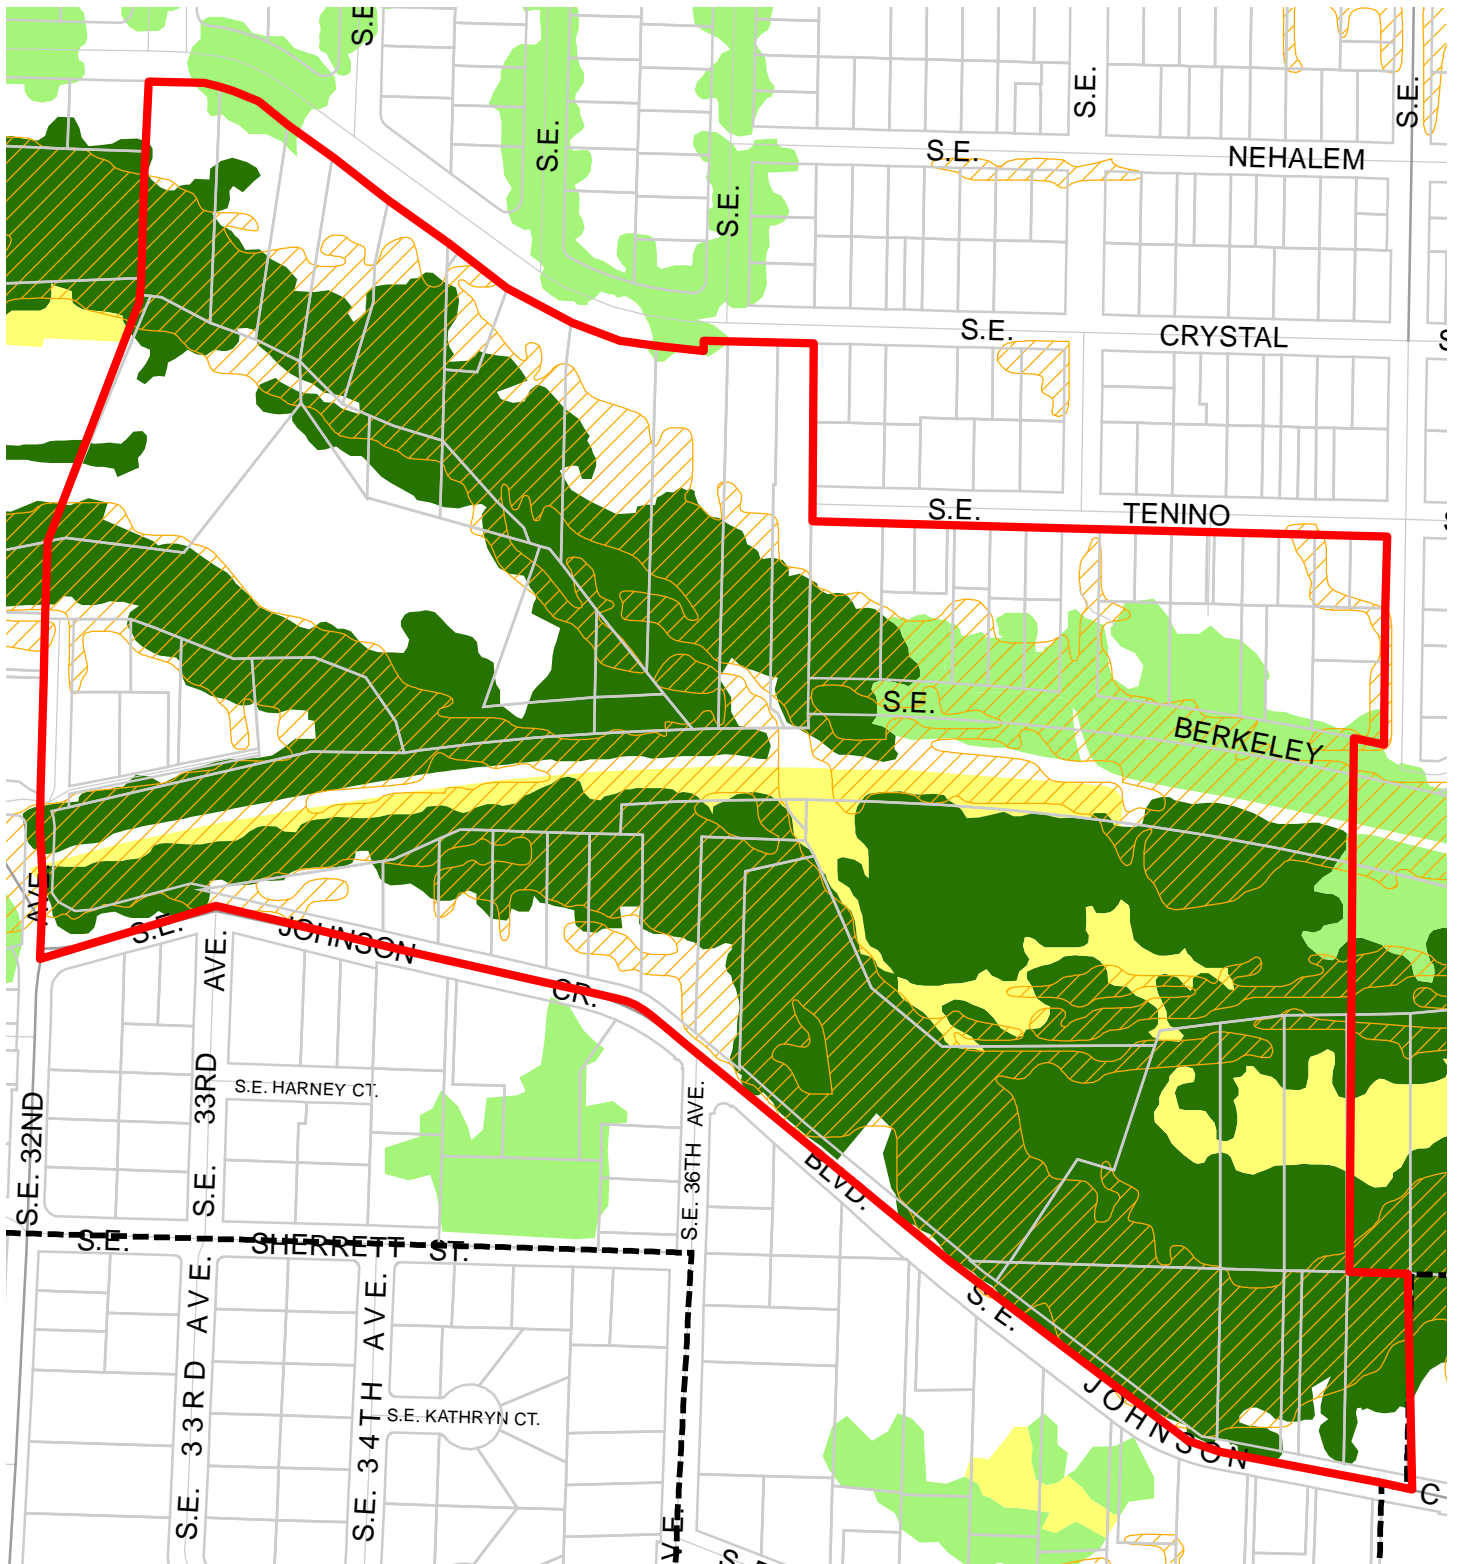 S.E.
S.E.
S.E.
S.E.
S.E.
S.E. NEHALEM
S.E.
S.E. CRYSTAL
S
S.E. TENINO
S
S.E. BERKELEY
AVE.
S.E. JOHNSON CR. BLVD.
S.E. 33RD AVE.
S.E. HARNEY CT.
S.E. 32ND
S.E. 36TH AVE.
S.E. SHERRETT ST.
S.E. 33RD AVE.
S.E. 34TH AVE.
S.E. KATHRYN CT.
S. E. JOHNSON C
VE.